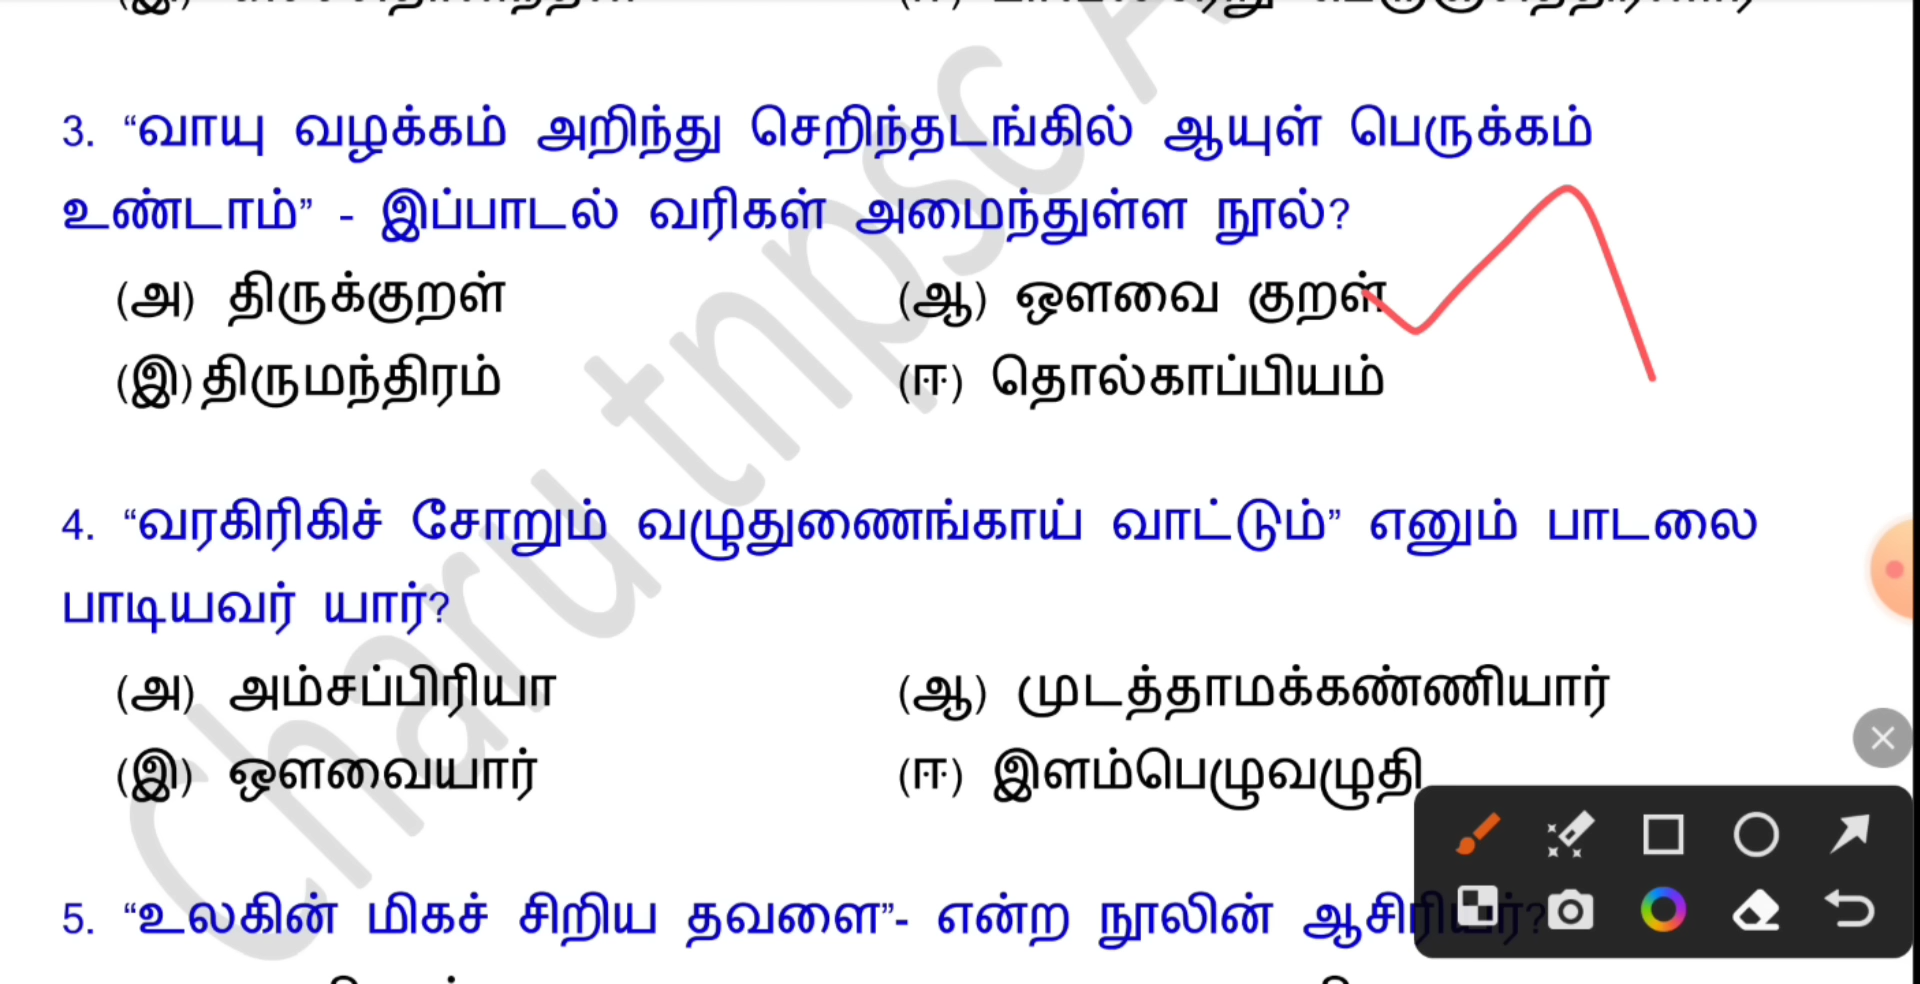 3. “வாயு வழக்கம் அறிந்து செறிந்தடங்கில் ஆயுள் பெருக்கம்
உண்டாம்” - இப்பாடல் வரிகள் அமைந்துள்ள நூல்?
(அ) திருக்குறள் (ஆ) ஔவை குறள்
(இ) திருமந்திரம் (ஈ) தொல்காப்பியம்
4. “வரகிரிகிச் சோறும் வழுதுணைங்காய் வாட்டும்” எனும் பாடலை
பாடியவர் யார்?
(அ) அம்சப்பிரியா (ஆ) முடத்தாமக்கண்ணியார்
(இ) ஔவையார் (ஈ) இளம்பெழுவழுதி
5. “உலகின் மிகச் சிறிய தவளை”- என்ற நூலின் ஆசிரியர்?
Charu tnpsc A